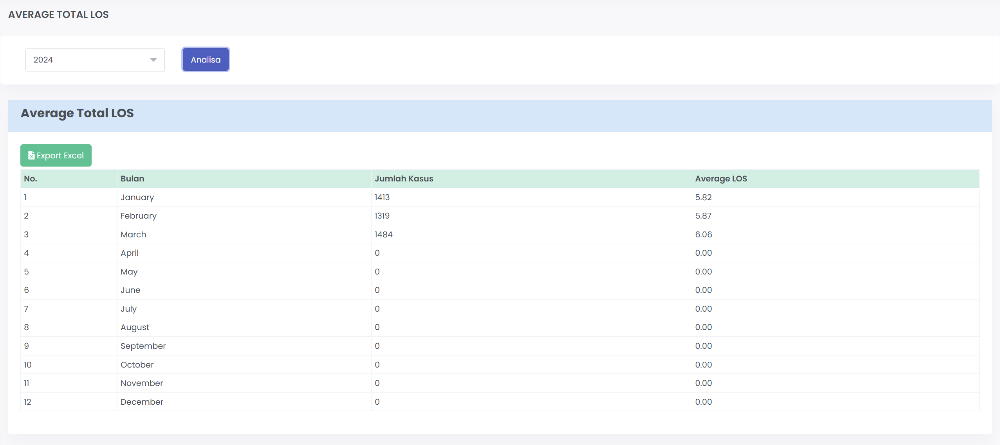 AVERAGE TOTAL LOS
2024
Analisa
Average Total LOS
Export Excel
No. Bulan Jumlah Kasus Average LOS
1 January 1413 5.82
2 February 1319 5.87
3 March 1484 6.06
4 April 0 0.00
5 May 0 0.00
6 June 0 0.00
7 July 0 0.00
8 August 0 0.00
9 September 0 0.00
10 October 0 0.00
11 November 0 0.00
12 December 0 0.00